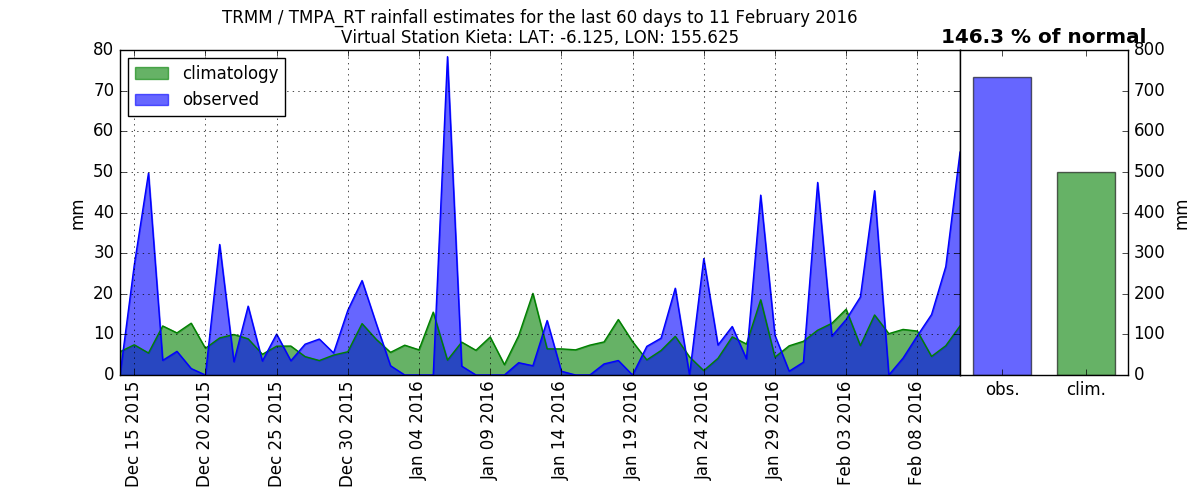 TRMM / TMPA_RT rainfall estimates for the last 60 days to 11 February 2016
Virtual Station Kieta: LAT: -6.125, LON: 155.625
146.3 % of normal
climatology
observed
mm
80
70
60
50
40
30
20
10
0
Dec 15 2015
Dec 20 2015
Dec 25 2015
Dec 30 2015
Jan 04 2016
Jan 09 2016
Jan 14 2016
Jan 19 2016
Jan 24 2016
Jan 29 2016
Feb 03 2016
Feb 08 2016
obs.
clim.
800
700
600
500
400
300
200
100
0
mm